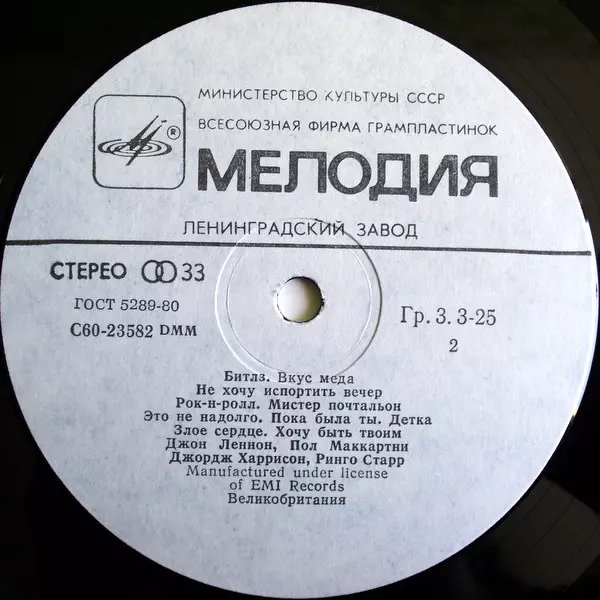 МИНИСТЕРСТВО КУЛЬТУРЫ СССР
ВСЕСОЮЗНАЯ ФИРМА ГРАМПЛАСТИНОК
®
МЕЛОДИЯ
ЛЕНИНГРАДСКИЙ ЗАВОД
СТЕРЕО 33
ГОСТ 5289-80
С60-23582 DMM
Гр. 3. 3-25
2
Битлз. Вкус меда
Не хочу испортить вечер
Рок-н-ролл. Мистер почтальон
Это не надолго. Пока была ты. Детка
Злое сердце. Хочу быть твоим
Джон Леннон, Пол Маккартни
Джордж Харрисон, Ринго Старр
Manufactured under license
of EMI Records
Великобритания